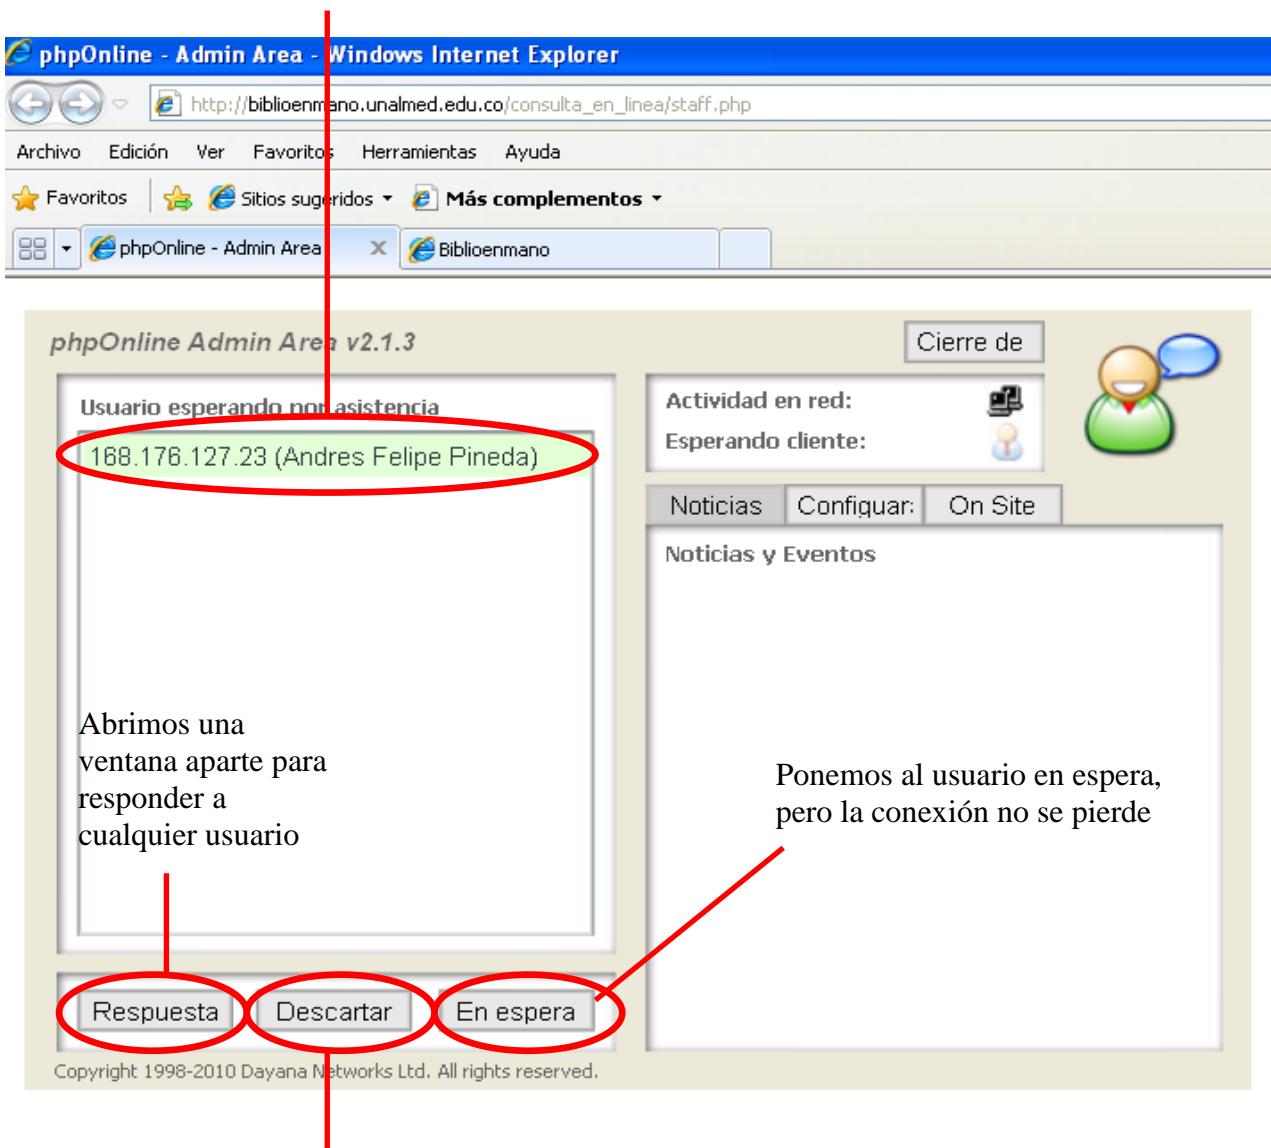 phpOnline - Admin Area - Windows Internet Explorer
http://biblioenmano.unalmed.edu.co/consulta_en_linea/staff.php
Archivo Edición Ver Favoritos Herramientas Ayuda
Favoritos Sitios sugeridos Más complementos
phpOnline - Admin Area X Biblioenmano
phpOnline Admin Area v2.1.3
Cierre de
Usuario esperando por asistencia
168.176.127.23 (Andres Felipe Pineda)
Actividad en red:
Esperando cliente:
Noticias Configuar: On Site
Noticias y Eventos
Abrimos una
ventana aparte para
responder a
cualquier usuario
Ponemos al usuario en espera,
pero la conexión no se pierde
Respuesta Descartar En espera
Copyright 1998-2010 Dayana Networks Ltd. All rights reserved.